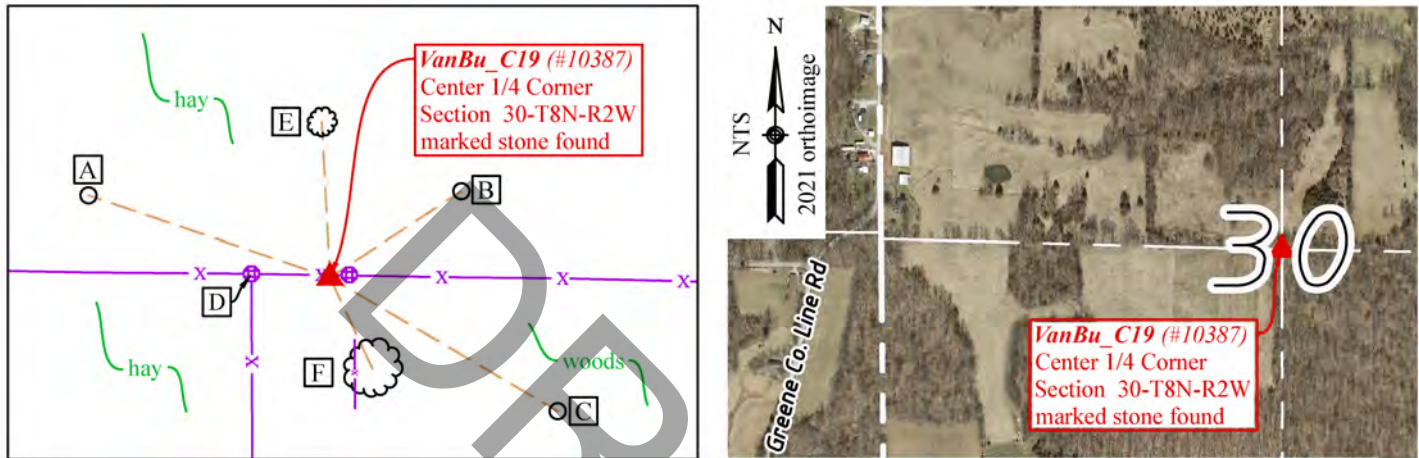 VanBu_C19 (#10387)
Center 1/4 Corner
Section 30-T8N-R2W
marked stone found
hay
E
A
B
x
x
x
x
x
D
x
hay
F
x
woods
C
DR
N
NTS
2021 orthoimage
30
Greene Co. Line Rd
VanBu_C19 (#10387)
Center 1/4 Corner
Section 30-T8N-R2W
marked stone found